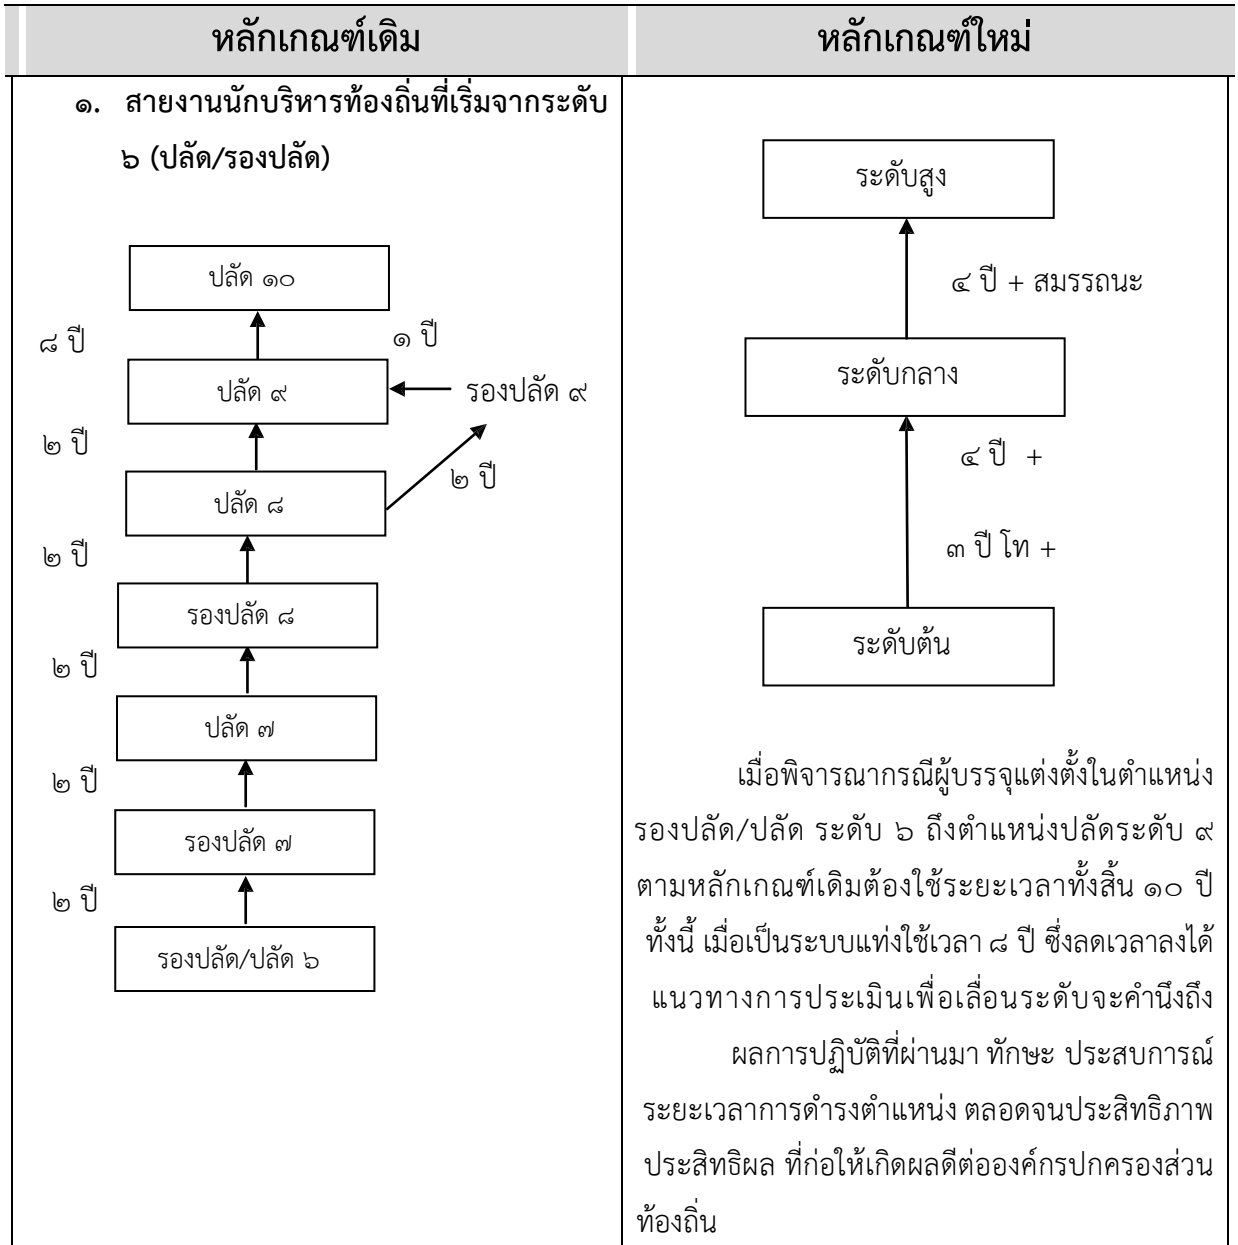 หลักเกณฑ์เดิม
หลักเกณฑ์ใหม่
๑. สายงานนักบริหารท้องถิ่นที่เริ่มจากระดับ
๖ (ปลัด/รองปลัด)
ปลัด ๑๐
๘ ปี
๑ ปี
ปลัด ๙
รองปลัด ๙
๒ ปี
๒ ปี
ปลัด ๘
๒ ปี
รองปลัด ๘
๒ ปี
ปลัด ๗
๒ ปี
รองปลัด ๗
๒ ปี
รองปลัด/ปลัด ๖
ระดับสูง
๔ ปี + สมรรถนะ
ระดับกลาง
๔ ปี +
๓ ปี โท +
ระดับต้น
เมื่อพิจารณากรณีผู้บรรจุแต่งตั้งในตำแหน่ง
รองปลัด/ปลัด ระดับ ๖ ถึงตำแหน่งปลัดระดับ ๙
ตามหลักเกณฑ์เดิมต้องใช้ระยะเวลาทั้งสิ้น ๑๐ ปี
ทั้งนี้ เมื่อเป็นระบบแท่งใช้เวลา ๘ ปี ซึ่งลดเวลาลงได้
แนวทางการประเมินเพื่อเลื่อนระดับจะคำนึงถึง
ผลการปฏิบัติที่ผ่านมา ทักษะ ประสบการณ์
ระยะเวลาการดำรงตำแหน่ง ตลอดจนประสิทธิภาพ
ประสิทธิผล ที่ก่อให้เกิดผลดีต่อองค์กรปกครองส่วน
ท้องถิ่น